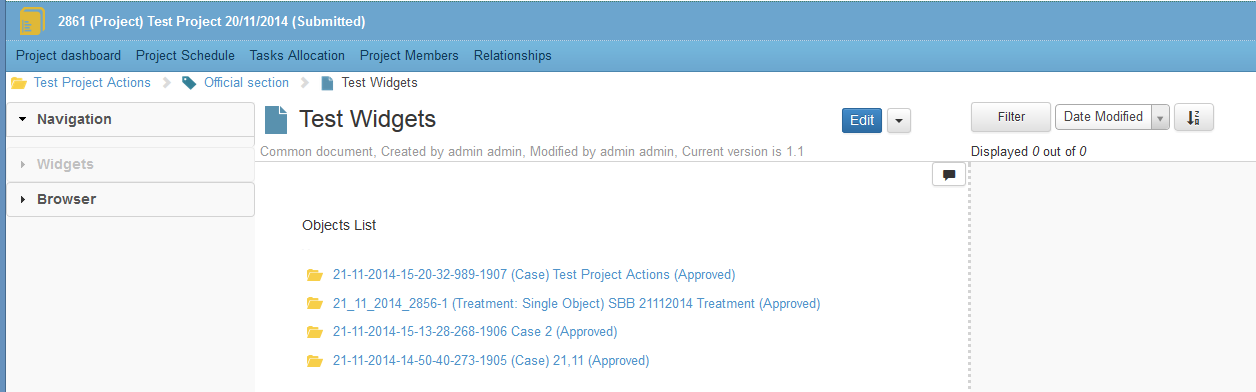 2861 (Project) Test Project 20/11/2014 (Submitted)
Project dashboard Project Schedule Tasks Allocation Project Members Relationships
Test Project Actions Official section Test Widgets
Navigation
Widgets
Browser
Test Widgets
Edit
Common document, Created by admin admin, Modified by admin admin, Current version is 1.1
Filter
Date Modified
Displayed 0 out of 0
Objects List
21-11-2014-15-20-32-989-1907 (Case) Test Project Actions (Approved)
21_11_2014_2856-1 (Treatment: Single Object) SBB 21112014 Treatment (Approved)
21-11-2014-15-13-28-268-1906 Case 2 (Approved)
21-11-2014-14-50-40-273-1905 (Case) 21,11 (Approved)